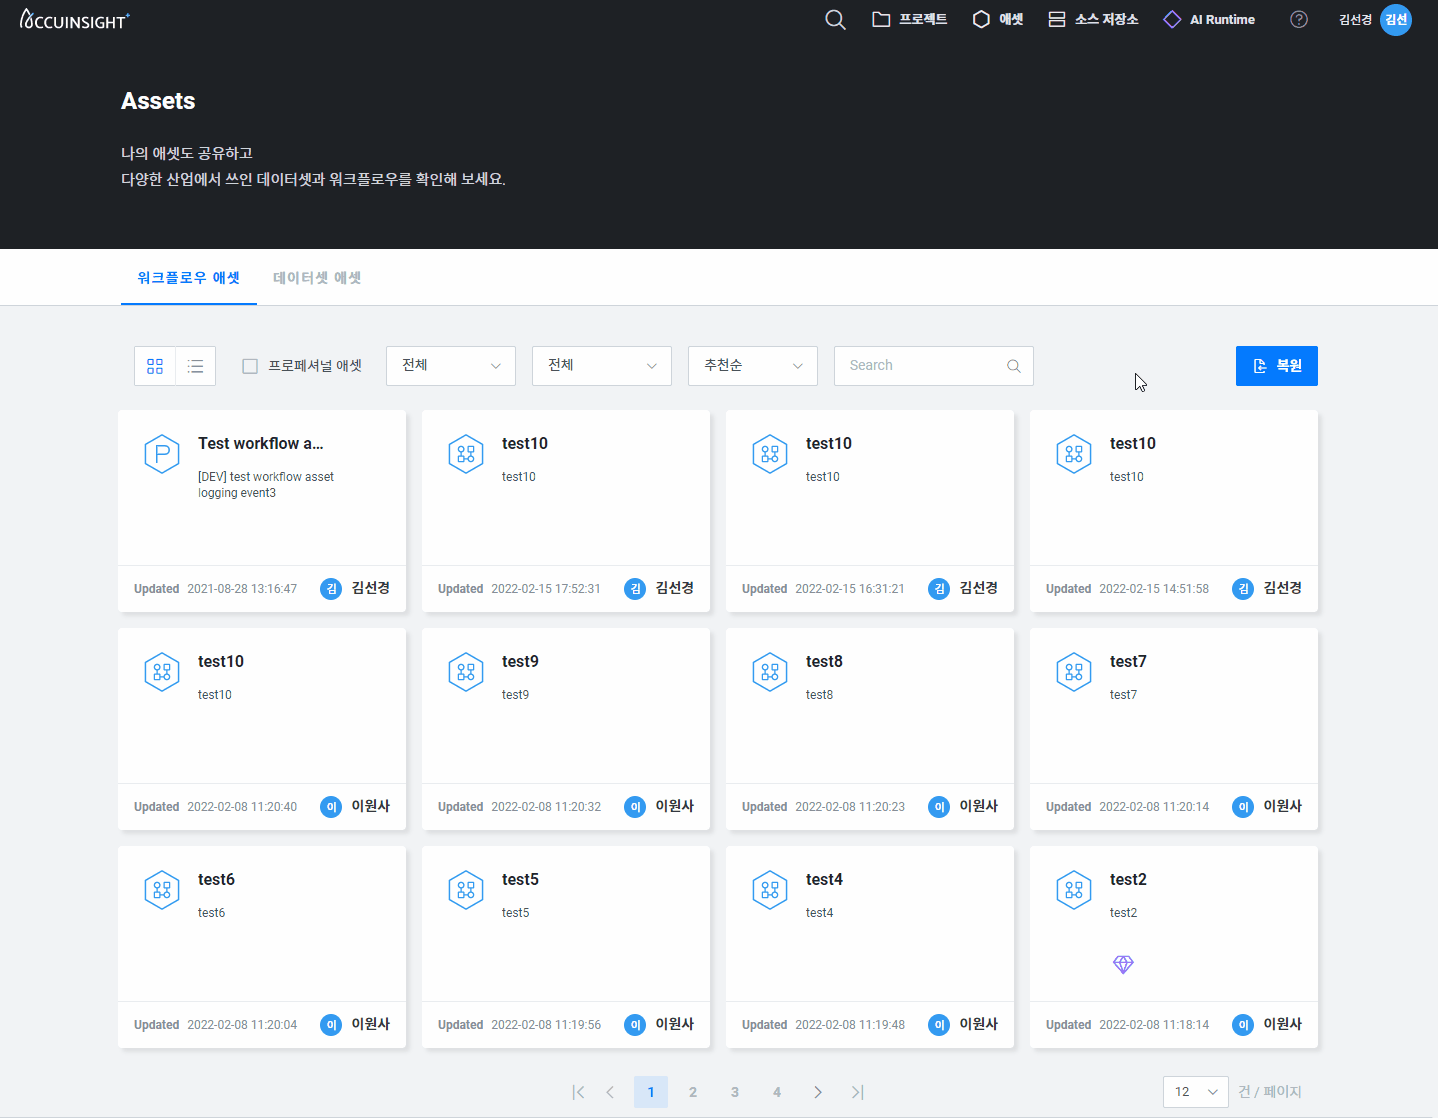 ACCUINSIGHT+
프로젝트
애셋
소스 저장소
AI Runtime
?
김선경
김선
Assets
나의 애셋도 공유하고
다양한 산업에서 쓰인 데이터셋과 워크플로우를 확인해 보세요.
워크플로우 애셋
데이터셋 애셋
프로페셔널 애셋
전체
전체
추천순
Search
복원
P
Test workflow a...
[DEV] test workflow asset
logging event3
Updated 2021-08-28 13:16:47 김 김선경
test10
test10
Updated 2022-02-15 17:52:31 김 김선경
test10
test10
Updated 2022-02-15 16:31:21 김 김선경
test10
test10
Updated 2022-02-15 14:51:58 김 김선경
test10
test10
Updated 2022-02-08 11:20:40 이 이원사
test9
test9
Updated 2022-02-08 11:20:32 이 이원사
test8
test8
Updated 2022-02-08 11:20:23 이 이원사
test7
test7
Updated 2022-02-08 11:20:14 이 이원사
test6
test6
Updated 2022-02-08 11:20:04 이 이원사
test5
test5
Updated 2022-02-08 11:19:56 이 이원사
test4
test4
Updated 2022-02-08 11:19:48 이 이원사
test2
test2
Updated 2022-02-08 11:18:14 이 이원사
1 2 3 4
12 건 / 페이지